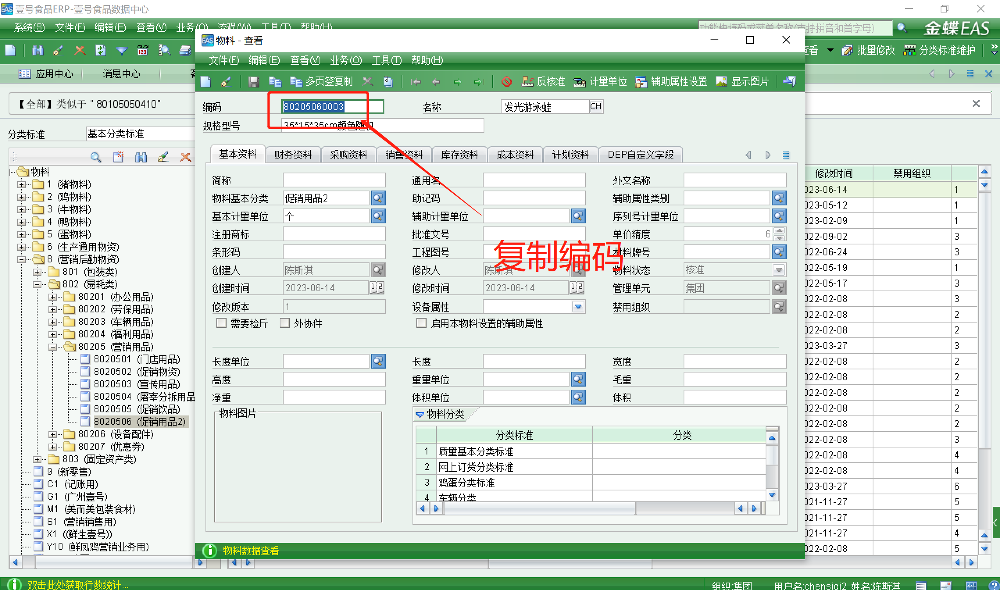 壹号食品ERP-壹号食品数据中心
系统(S) 文件(F) 编辑(E) 查看(V) 业务(O) 流程(W) 工具(T) 帮助(H)
功能快捷码或菜单名称(支持拼音和首字母)
金蝶EAS
查看 批量修改 分类标准维护
应用中心 消息中心
【全部】类似于 " 80105050410"
分类标准 基本分类标准
物料
1 (猪物料)
2 (鸡物料)
3 (牛物料)
4 (鸭物料)
5 (蛋物料)
6 (生产通用物资)
8 (营销后勤物资)
801 (包装类)
802 (易耗类)
80201 (办公用品)
80202 (劳保用品)
80203 (车辆用品)
80204 (福利用品)
80205 (营销用品)
8020501 (门店用品)
8020502 (促销物资)
8020503 (宣传用品)
8020504 (屠宰分拆用品
8020505 (促销饮品)
8020506 (促销用品2)
80206 (设备配件)
80207 (优惠券)
803 (固定资产类)
9 (新零售)
C1 (记账用)
G1 (广州壹号)
M1 (美而美包装食材)
S1 (营销销售用)
X1 ((鲜生壹号))
Y10 (鲜凤鸡营销业务用)
物料 - 查看
文件(F) 编辑(E) 查看(V) 业务(O) 工具(T) 帮助(H)
多页签复制 反核准 计量单位 辅助属性设置 显示图片
编码 80205060003 名称 发光游泳蛙 CH
规格型号 35*15*35cm颜色随机
基本资料 财务资料 采购资料 销售资料 库存资料 成本资料 计划资料 DEP自定义字段
简称 通用名 外文名称
物料基本分类 促销用品2 助记码 辅助属性类别
基本计量单位 个 辅助计量单位 序列号计量单位
注册商标 批准文号 单价精度 6
条形码 工程图号 材料牌号
复制编码
创建人 陈斯淇 修改人 陈斯淇 物料状态 核准
创建时间 2023-06-14 修改时间 2023-06-14 管理单元 集团
修改版本 1 设备属性 禁用组织
需要检斤 外协件 启用本物料设置的辅助属性
长度单位 长度 宽度
高度 重量单位 毛重
净重 体积单位 体积
物料图片 物料分类
分类标准 分类
1 质量基本分类标准
2 网上订货分类标准
3 鸡蛋分类标准
4 车辆分类
物料数据查看
修改时间 禁用组织
023-06-14 1
023-05-12 1
023-02-09 1
022-09-02 3
022-06-24 3
022-05-19 1
022-05-17 3
022-02-08 3
022-02-08 2
022-02-08 2
023-03-27 3
022-02-08 2
022-02-08 2
022-02-08 2
022-02-08 2
022-02-08 2
022-02-08 3
022-02-08 4
022-02-08 4
023-03-27 6
021-11-27 5
021-11-27 5
021-11-27 4
022-02-08 5
双击此处获取行数统计...
组织:集团 用户名:chensiqi2 姓名:陈斯淇